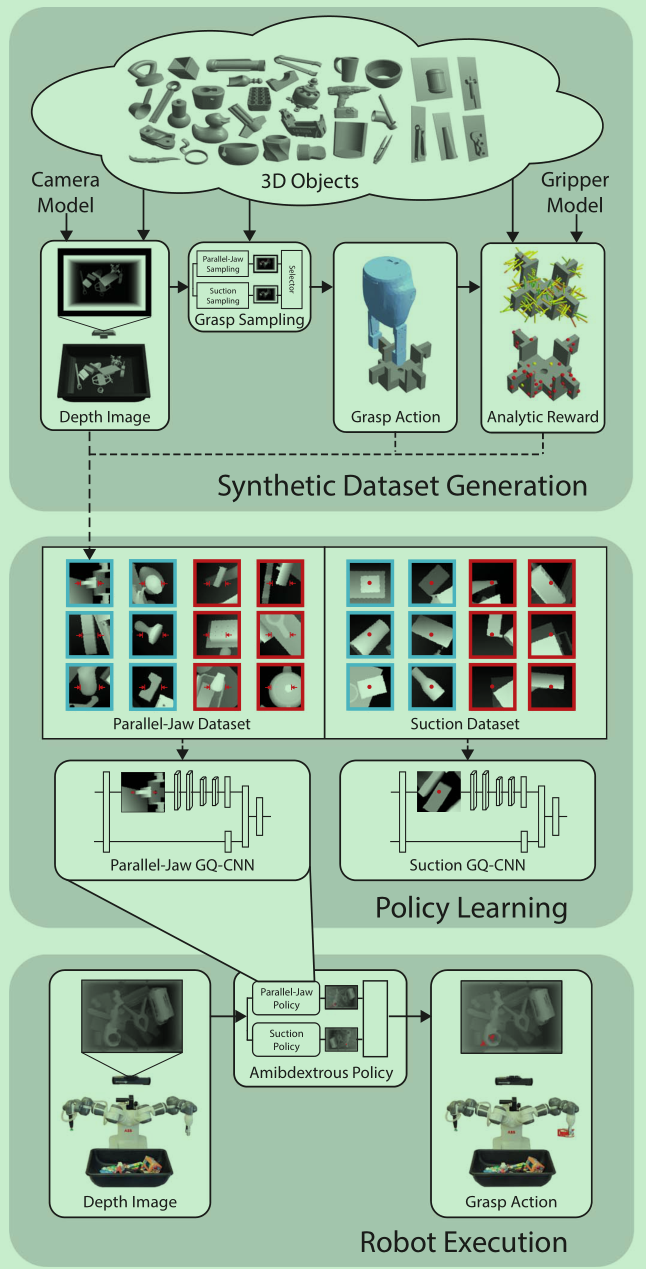 3D Objects
Camera
Model
Gripper
Model
Parallel-Jaw
Sampling
Suction
Sampling
Selector
Grasp Sampling
Depth Image
Grasp Action
Analytic Reward
Synthetic Dataset Generation
Parallel-Jaw Dataset
Suction Dataset
Parallel-Jaw GQ-CNN
Suction GQ-CNN
Policy Learning
Parallel-Jaw
Policy
Suction
Policy
Amibdextrous Policy
Depth Image
Grasp Action
Robot Execution